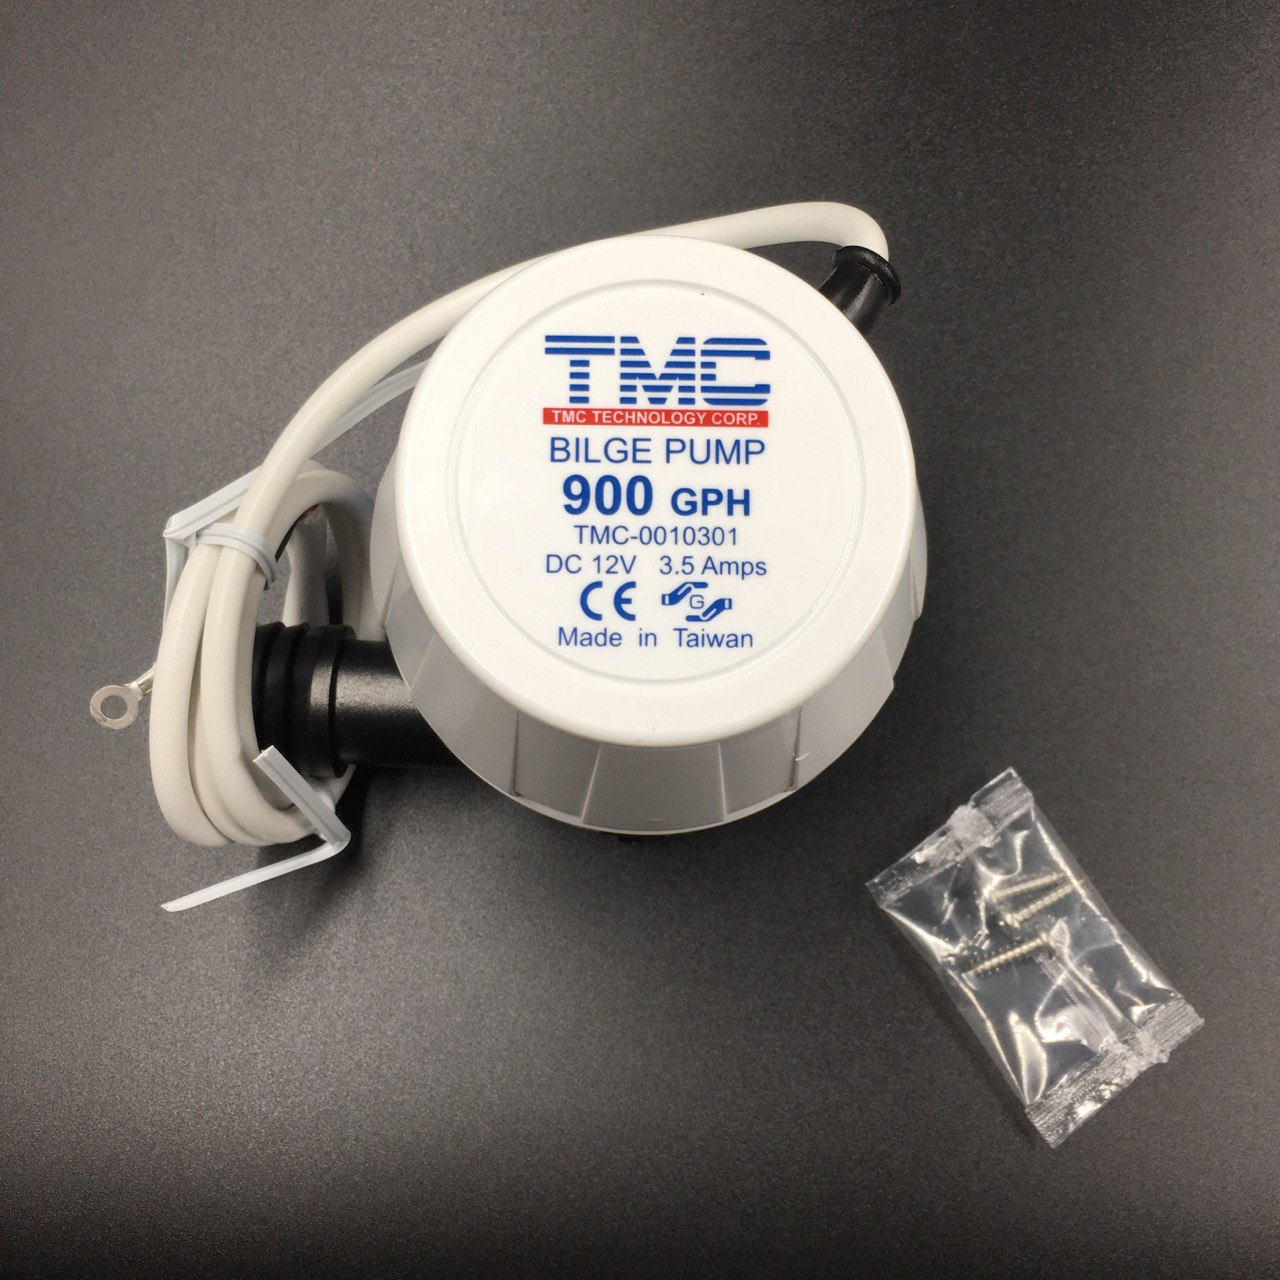 TMC
TMC TECHNOLOGY CORP.
BILGE PUMP
900 GPH
TMC-0010301
DC 12V 3.5 Amps
CE G
Made in Taiwan